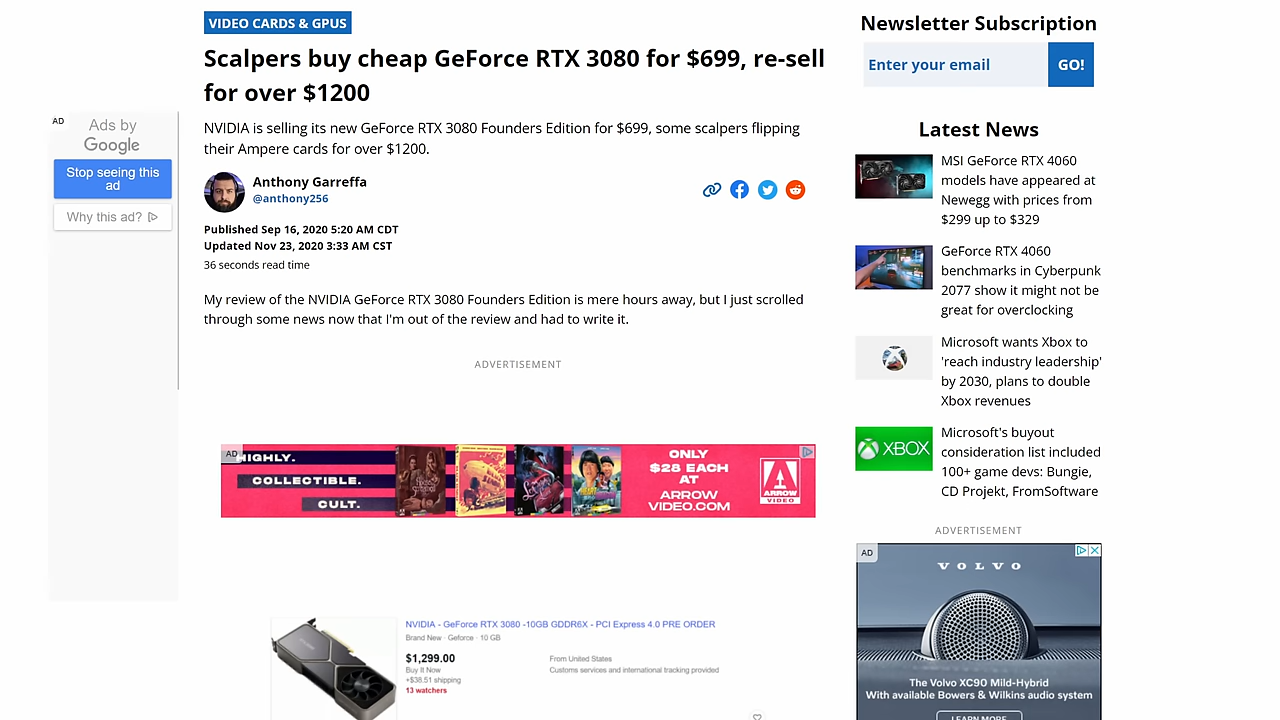 VIDEO CARDS & GPUS
Scalpers buy cheap GeForce RTX 3080 for $699, re-sell
for over $1200
NVIDIA is selling its new GeForce RTX 3080 Founders Edition for $699, some scalpers flipping
their Ampere cards for over $1200.
Anthony Garreffa
@anthony256
Published Sep 16, 2020 5:20 AM CDT
Updated Nov 23, 2020 3:33 AM CST
36 seconds read time
My review of the NVIDIA GeForce RTX 3080 Founders Edition is mere hours away, but I just scrolled
through some news now that I'm out of the review and had to write it.
ADVERTISEMENT
AD
HIGHLY.
COLLECTIBLE.
CULT.
ONLY
$28 EACH
AT
ARROW
VIDEO.COM
ARROW
VIDEO
NVIDIA - GeForce RTX 3080 -10GB GDDR6X - PCI Express 4.0 PRE ORDER
Brand New · Geforce · 10 GB
$1,299.00
Buy It Now
+$38.51 shipping
13 watchers
From United States
Customs services and international tracking provided
AD
Ads by
Google
Stop seeing this
ad
Why this ad?
Newsletter Subscription
Enter your email
GO!
Latest News
MSI GeForce RTX 4060
models have appeared at
Newegg with prices from
$299 up to $329
GeForce RTX 4060
benchmarks in Cyberpunk
2077 show it might not be
great for overclocking
Microsoft wants Xbox to
'reach industry leadership'
by 2030, plans to double
Xbox revenues
XBOX
Microsoft's buyout
consideration list included
100+ game devs: Bungie,
CD Projekt, FromSoftware
ADVERTISEMENT
AD
VOLVO
The Volvo XC90 Mild-Hybrid
With available Bowers & Wilkins audio system
LEARN MORE